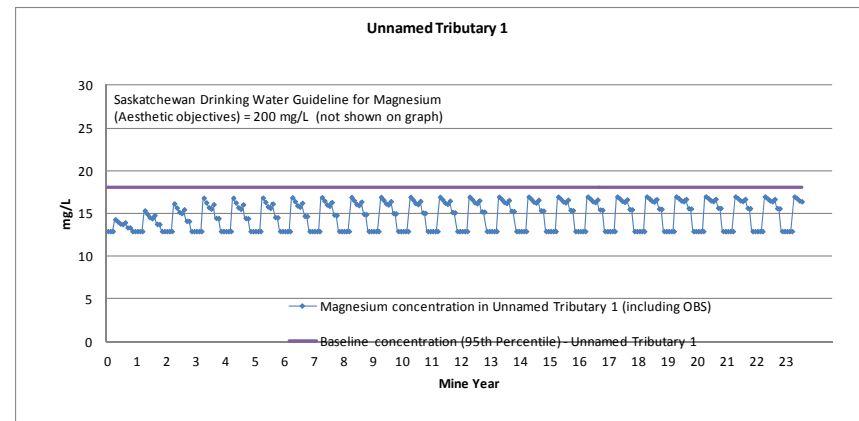 Unnamed Tributary 1
30
25
20
15
10
5
0
mg/L
Saskatchewan Drinking Water Guideline for Magnesium
(Aesthetic objectives) = 200 mg/L (not shown on graph)
Magnesium concentration in Unnamed Tributary 1 (including OBS)
Baseline concentration (95th Percentile) - Unnamed Tributary 1
0 1 2 3 4 5 6 7 8 9 10 11 12 13 14 15 16 17 18 19 20 21 22 23
Mine Year